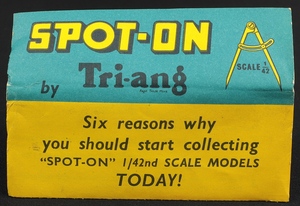 SPOT-ON
by Tri-ang
SCALE 1/42
Six reasons why
you should start collecting
"SPOT-ON" 1/42nd SCALE MODELS
TODAY!